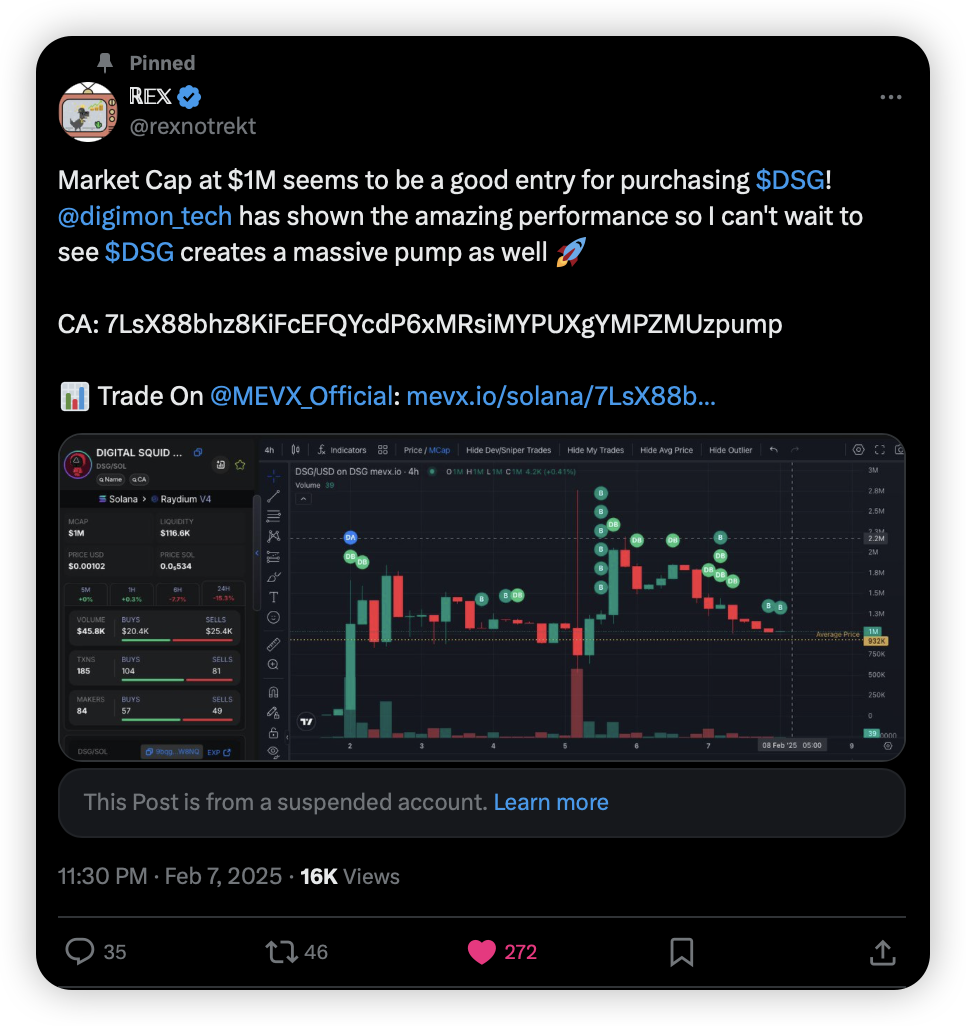 Pinned
ℝ𝔼𝕏
@rexnotrekt
Market Cap at $1M seems to be a good entry for purchasing $DSG!
@digimon_tech has shown the amazing performance so I can't wait to
see $DSG creates a massive pump as well 🚀
CA: 7LsX88bhz8KiFcEFQYcdP6xMRsiMYPUXgYMPZMUzpump
📊 Trade On @MEVX_Official: mevx.io/solana/7LsX88b...
DIGITAL SQUID ...
DSG/SOL
Name CA
Solana > Raydium V4
MCAP LIQUIDITY
$1M $116.6K
PRICE USD PRICE SOL
$0.00102 0.0₅534
5M 1H 6H 24H
+0% +0.3% -7.7% -15.3%
VOLUME BUYS SELLS
$45.8K $20.4K $25.4K
TXNS BUYS SELLS
185 104 81
MAKERS BUYS SELLS
84 57 49
DSG/SOL EXP
4h Indicators Price / MCap Hide Dev/Sniper Trades Hide My Trades Hide Avg Price Hide Outlier
DSG/USD on DSG mevx.io · 4h O1M H1M L1M C1M 4.2K (+0.41%)
Volume 39
3M
2.8M
2.5M
2.2M
2M
1.8M
1.5M
1.3M
1M
Average Price 932K
750K
500K
250K
0
39
DA
DB
DB
B
B
DB
B
B
B
DB
B
B
B
DB
DB
B
DB
DB
DB
DB
B
B
2 3 4 5 6 7 08 Feb '25 05:00 9
This Post is from a suspended account. Learn more
11:30 PM · Feb 7, 2025 · 16K Views
35 46 272